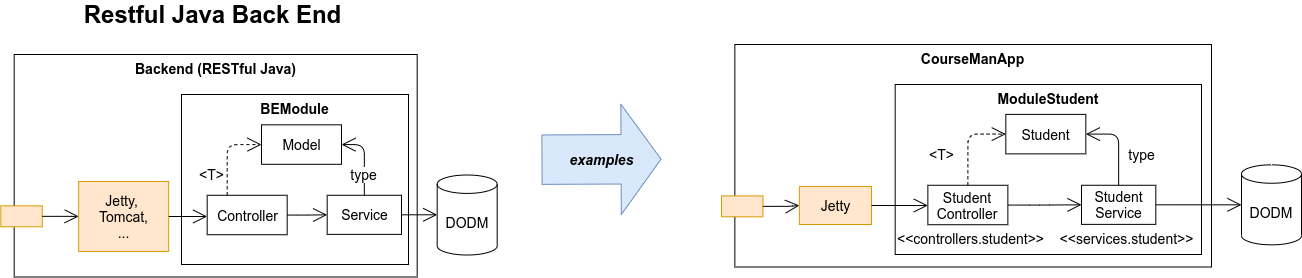 Restful Java Back End
Backend (RESTful Java)
BEModule
Model
<T>
type
Jetty,
Tomcat,
...
Controller
Service
DODM
examples
CourseManApp
ModuleStudent
Student
<T>
type
Jetty
Student
Controller
Student
Service
<<controllers.student>>
<<services.student>>
DODM